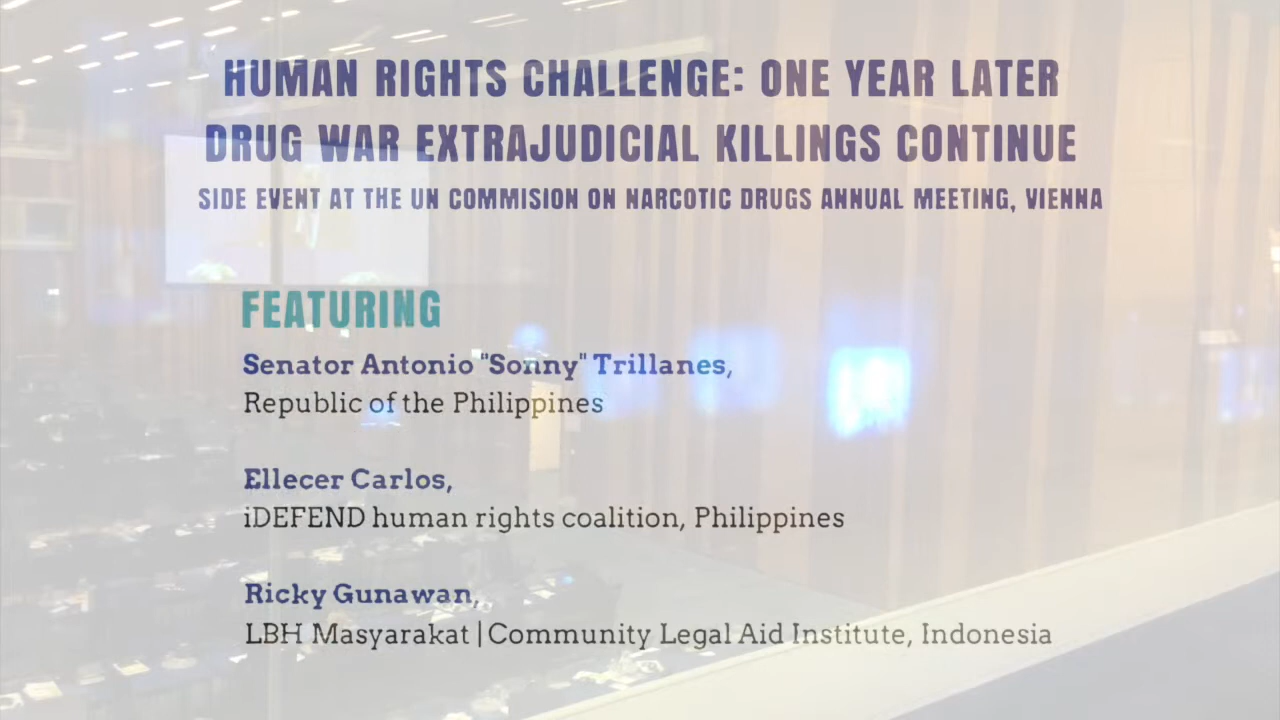 HUMAN RIGHTS CHALLENGE: ONE YEAR LATER
DRUG WAR EXTRAJUDICIAL KILLINGS CONTINUE
SIDE EVENT AT THE UN COMMISION ON NARCOTIC DRUGS ANNUAL MEETING, VIENNA
FEATURING
Senator Antonio "Sonny" Trillanes,
Republic of the Philippines
Ellecer Carlos,
iDEFEND human rights coalition, Philippines
Ricky Gunawan,
LBH Masyarakat | Community Legal Aid Institute, Indonesia